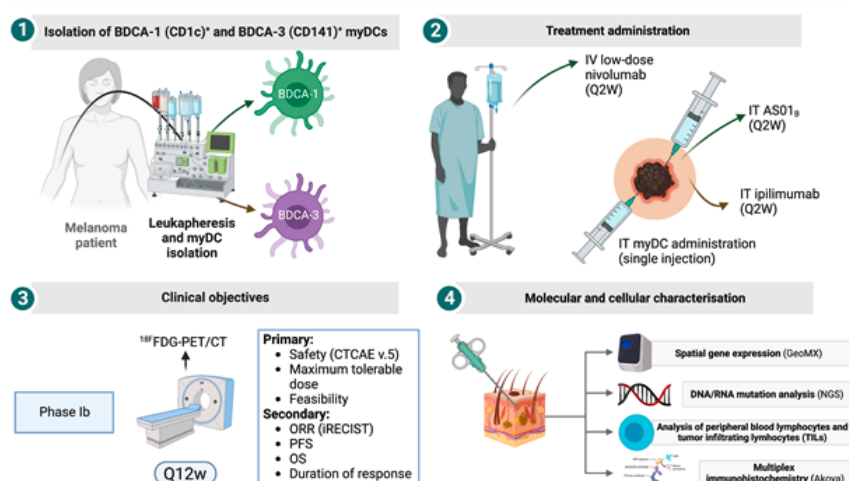 1
Isolation of BDCA-1 (CD1c)⁺ and BDCA-3 (CD141)⁺ myDCs
BDCA-1
BDCA-3
Melanoma
patient
Leukapheresis
and myDC
isolation
2
Treatment administration
IV low-dose
nivolumab
(Q2W)
IT AS01B
(Q2W)
IT ipilimumab
(Q2W)
IT myDC administration
(single injection)
3
Clinical objectives
Phase Ib
¹⁸FDG-PET/CT
Q12w
Primary:
• Safety (CTCAE v.5)
• Maximum tolerable
dose
• Feasibility
Secondary:
• ORR (iRECIST)
• PFS
• OS
• Duration of response
4
Molecular and cellular characterisation
Spatial gene expression (GeoMX)
DNA/RNA mutation analysis (NGS)
Analysis of peripheral blood lymphocytes and
tumor infiltrating lymhocytes (TILs)
Multiplex
immunohistochemistry (Akoya)